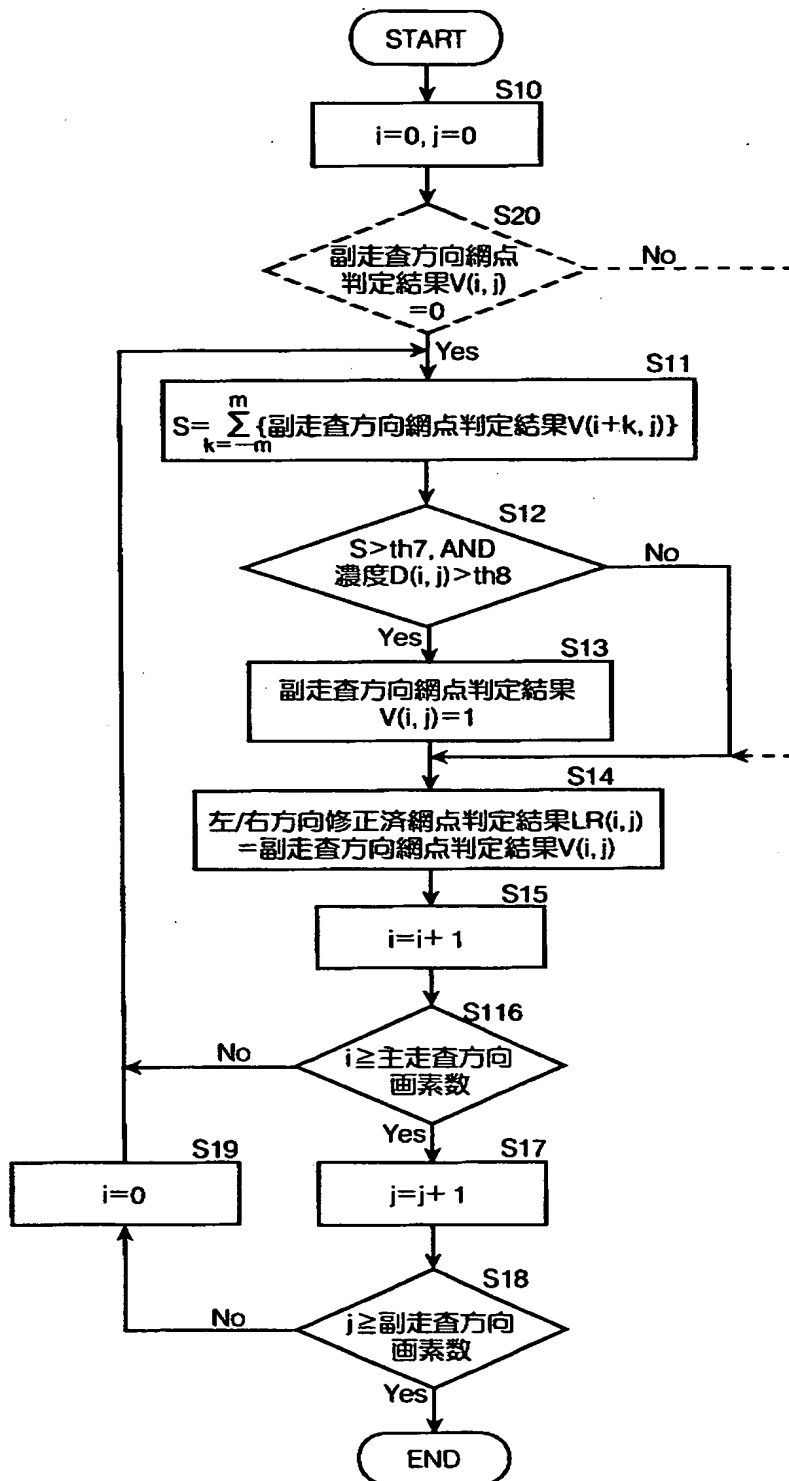 START
S10
i=0, j=0
S20
副走査方向網点
判定結果V(i, j)
=0
No
Yes
S11
S=
m
Σ
k=-m
{副走査方向網点判定結果V(i+k, j)}
S12
S>th7, AND
濃度D(i, j)>th8
No
Yes
S13
副走査方向網点判定結果
V(i, j)=1
S14
左/右方向修正済網点判定結果LR(i,j)
=副走査方向網点判定結果V(i, j)
S15
i=i+ 1
S116
i≧主走査方向
画素数
No
Yes
S19
i=0
S17
j=j+ 1
S18
j≧副走査方向
画素数
No
Yes
END